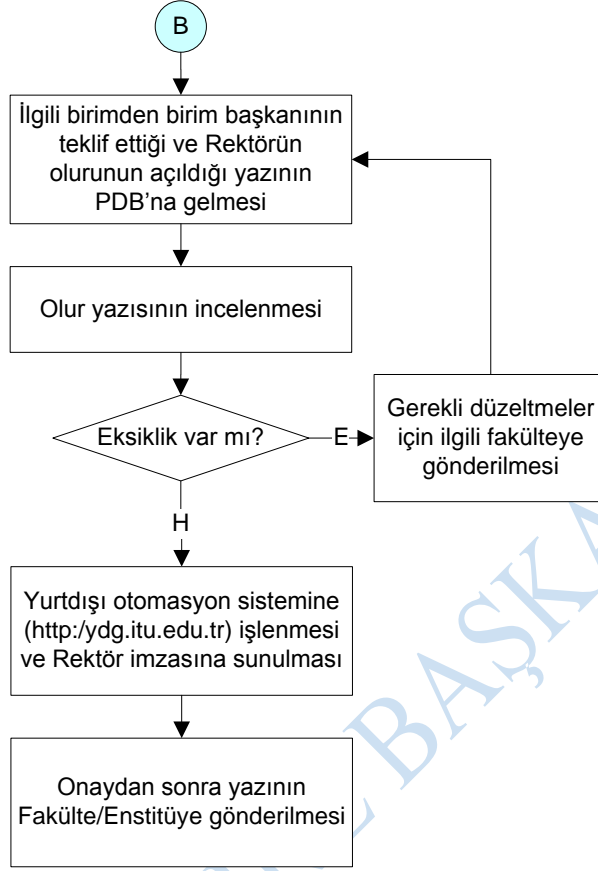 B
İlgili birimden birim başkanının
teklif ettiği ve Rektörün
olurunun açıldığı yazının
PDB'na gelmesi
Olur yazısının incelenmesi
Eksiklik var mı?
E
Gerekli düzeltmeler
için ilgili fakülteye
gönderilmesi
H
Yurtdışı otomasyon sistemine
(http:/ydg.itu.edu.tr) işlenmesi
ve Rektör imzasına sunulması
Onaydan sonra yazının
Fakülte/Enstitüye gönderilmesi